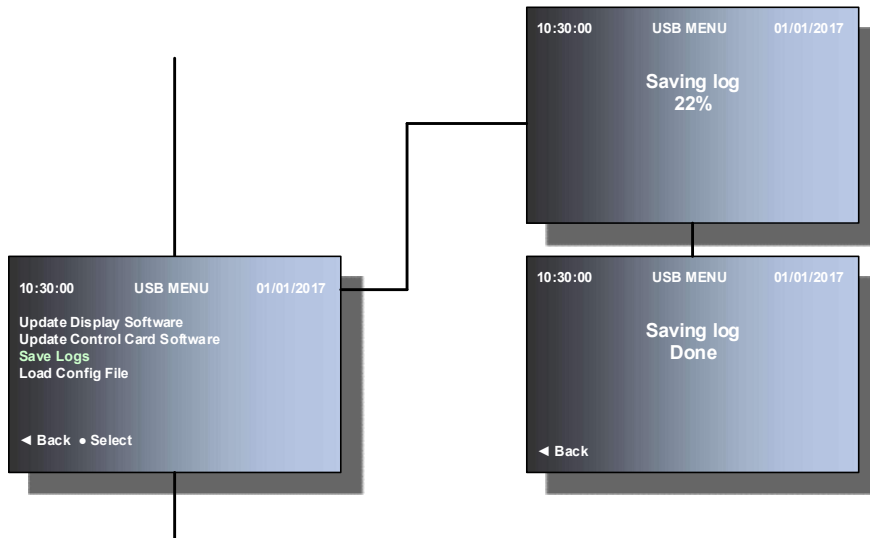 10:30:00 USB MENU 01/01/2017
Saving log
22%
10:30:00 USB MENU 01/01/2017
Update Display Software
Update Control Card Software
Save Logs
Load Config File
◄ Back ● Select
10:30:00 USB MENU 01/01/2017
Saving log
Done
◄ Back